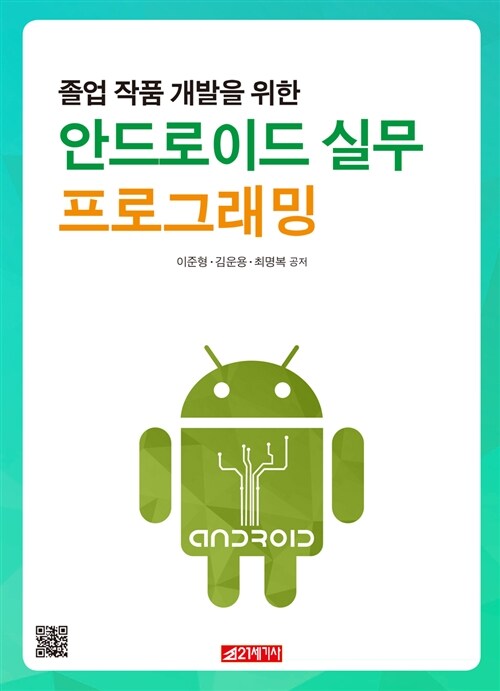 졸업 작품 개발을 위한
안드로이드 실무
프로그래밍
이준형·김운용·최명복 공저
ANDROID
21세기사